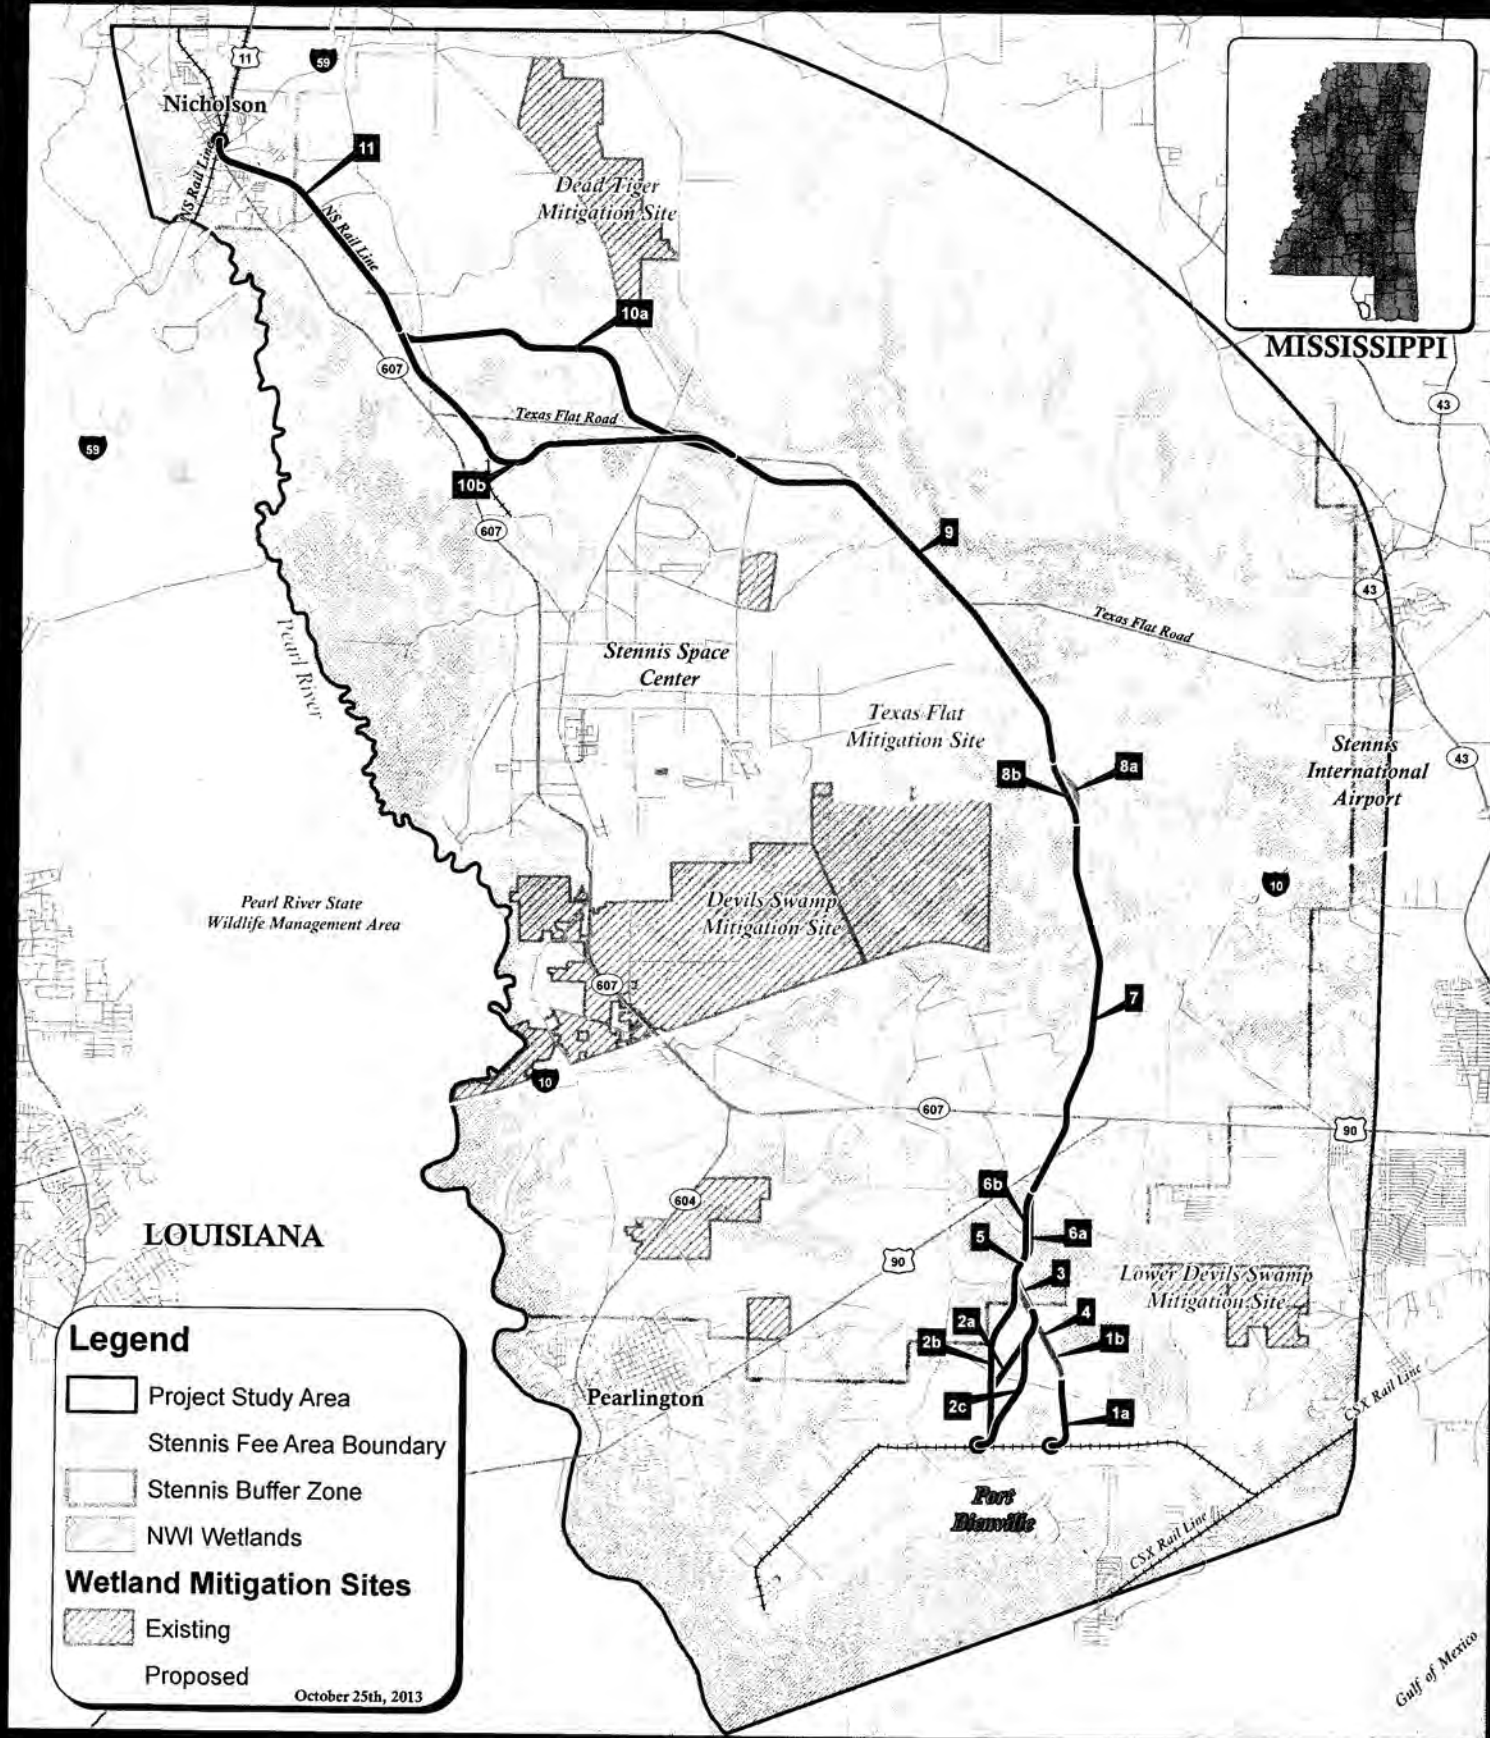 11
59
Nicholson
11
NS Rail Line
NS Rail Line
Dead Tiger
Mitigation Site
MISSISSIPPI
10a
607
43
Texas Flat Road
59
10b
607
9
43
Texas Flat Road
Pearl River
Stennis Space
Center
Texas Flat
Mitigation Site
Stennis
International
Airport
43
8b
8a
10
Pearl River State
Wildlife Management Area
Devils Swamp
Mitigation Site
607
7
10
607
90
6b
604
6a
LOUISIANA
5
90
3
Lower Devils Swamp
Mitigation Site
4
2a
1b
2b
Pearlington
2c
1a
CSX Rail Line
Port
Bienville
CSX Rail Line
Gulf of Mexico
Legend
Project Study Area
Stennis Fee Area Boundary
Stennis Buffer Zone
NWI Wetlands
Wetland Mitigation Sites
Existing
Proposed
October 25th, 2013